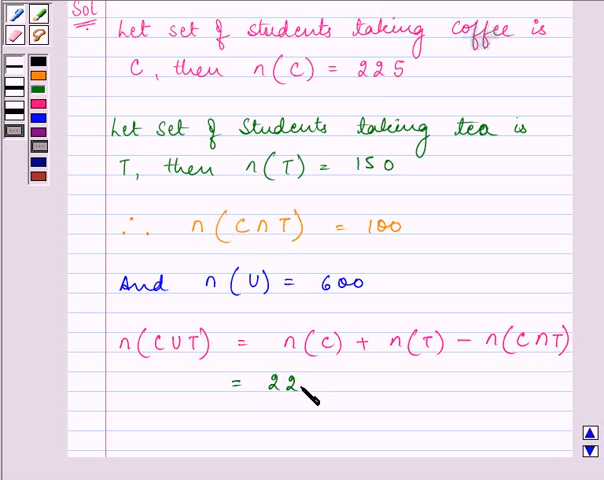 Sol
Let set of students taking coffee is
C, then n(C) = 225
Let set of students taking tea is
T, then n(T) = 150
∴ n(C∩T) = 100
And n(U) = 600
n(C∪T) = n(C) + n(T) - n(C∩T)
= 22